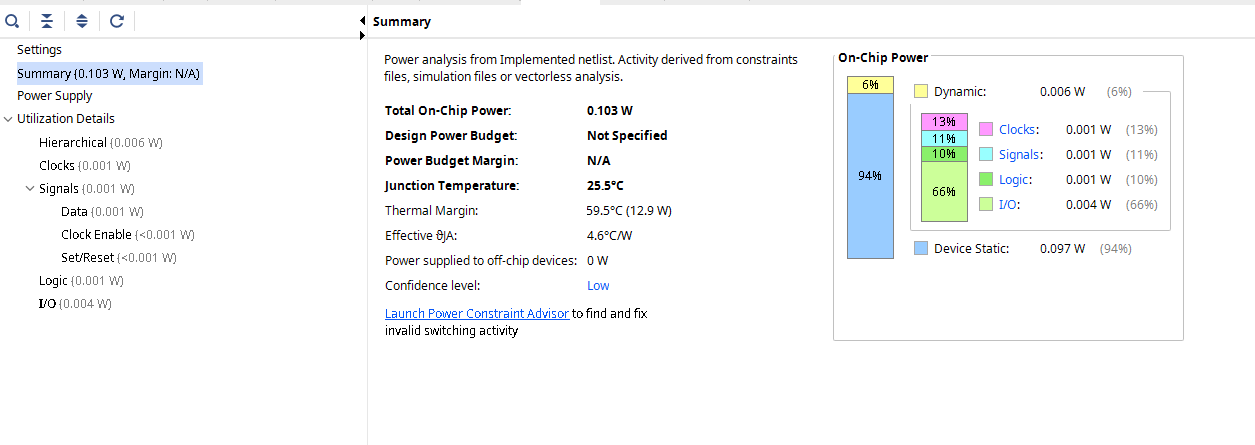 Summary
Settings
Summary (0.103 W, Margin: N/A)
Power Supply
Utilization Details
Hierarchical (0.006 W)
Clocks (0.001 W)
Signals (0.001 W)
Data (0.001 W)
Clock Enable (<0.001 W)
Set/Reset (<0.001 W)
Logic (0.001 W)
I/O (0.004 W)
Power analysis from Implemented netlist. Activity derived from constraints
files, simulation files or vectorless analysis.
Total On-Chip Power: 0.103 W
Design Power Budget: Not Specified
Power Budget Margin: N/A
Junction Temperature: 25.5°C
Thermal Margin: 59.5°C (12.9 W)
Effective ϑJA: 4.6°C/W
Power supplied to off-chip devices: 0 W
Confidence level: Low
Launch Power Constraint Advisor to find and fix
invalid switching activity
On-Chip Power
6%
94%
Dynamic: 0.006 W (6%)
13%
11%
10%
66%
Clocks: 0.001 W (13%)
Signals: 0.001 W (11%)
Logic: 0.001 W (10%)
I/O: 0.004 W (66%)
Device Static: 0.097 W (94%)